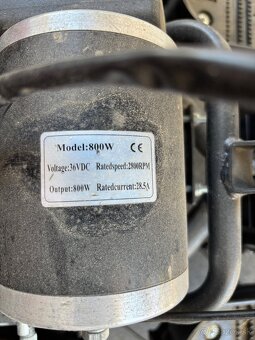 Model:800W CE
Voltage:36VDC Ratedspeed:2800RPM
Output:800W Ratedcurrent:28.5A